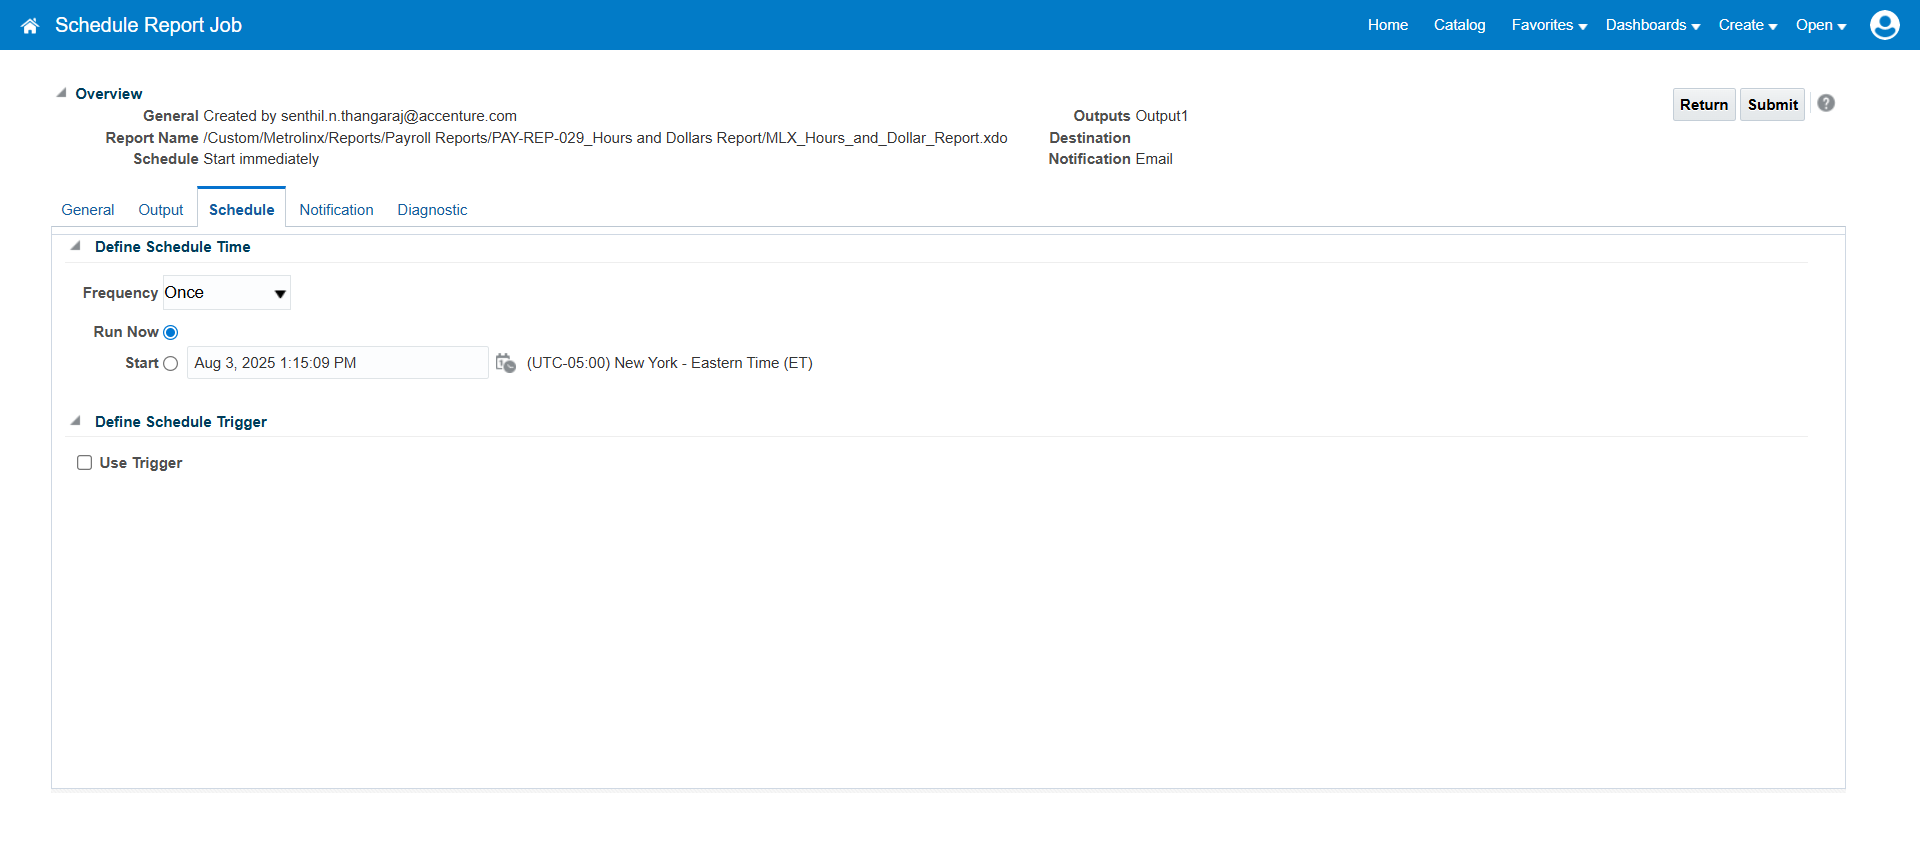 Schedule Report Job
Home Catalog Favorites Dashboards Create Open
Overview
Return Submit ?
General Created by senthil.n.thangaraj@accenture.com
Outputs Output1
Report Name /Custom/Metrolinx/Reports/Payroll Reports/PAY-REP-029_Hours and Dollars Report/MLX_Hours_and_Dollar_Report.xdo
Destination
Schedule Start immediately
Notification Email
General Output Schedule Notification Diagnostic
Define Schedule Time
Frequency Once
Run Now
Start Aug 3, 2025 1:15:09 PM (UTC-05:00) New York - Eastern Time (ET)
Define Schedule Trigger
Use Trigger